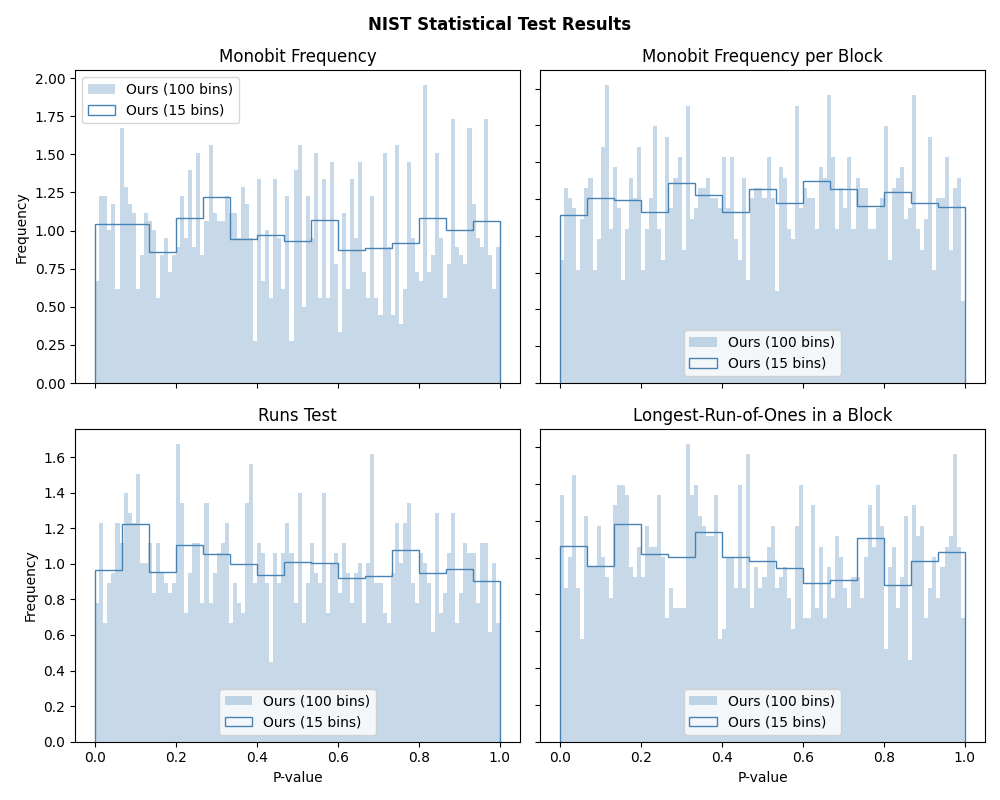 NIST Statistical Test Results
Monobit Frequency
Monobit Frequency per Block
2.00
1.75
1.50
1.25
1.00
0.75
0.50
0.25
0.00
Frequency
Ours (100 bins)
Ours (15 bins)
Ours (100 bins)
Ours (15 bins)
Runs Test
Longest-Run-of-Ones in a Block
1.6
1.4
1.2
1.0
0.8
0.6
0.4
0.2
0.0
Frequency
Ours (100 bins)
Ours (15 bins)
Ours (100 bins)
Ours (15 bins)
0.0 0.2 0.4 0.6 0.8 1.0
0.0 0.2 0.4 0.6 0.8 1.0
P-value
P-value